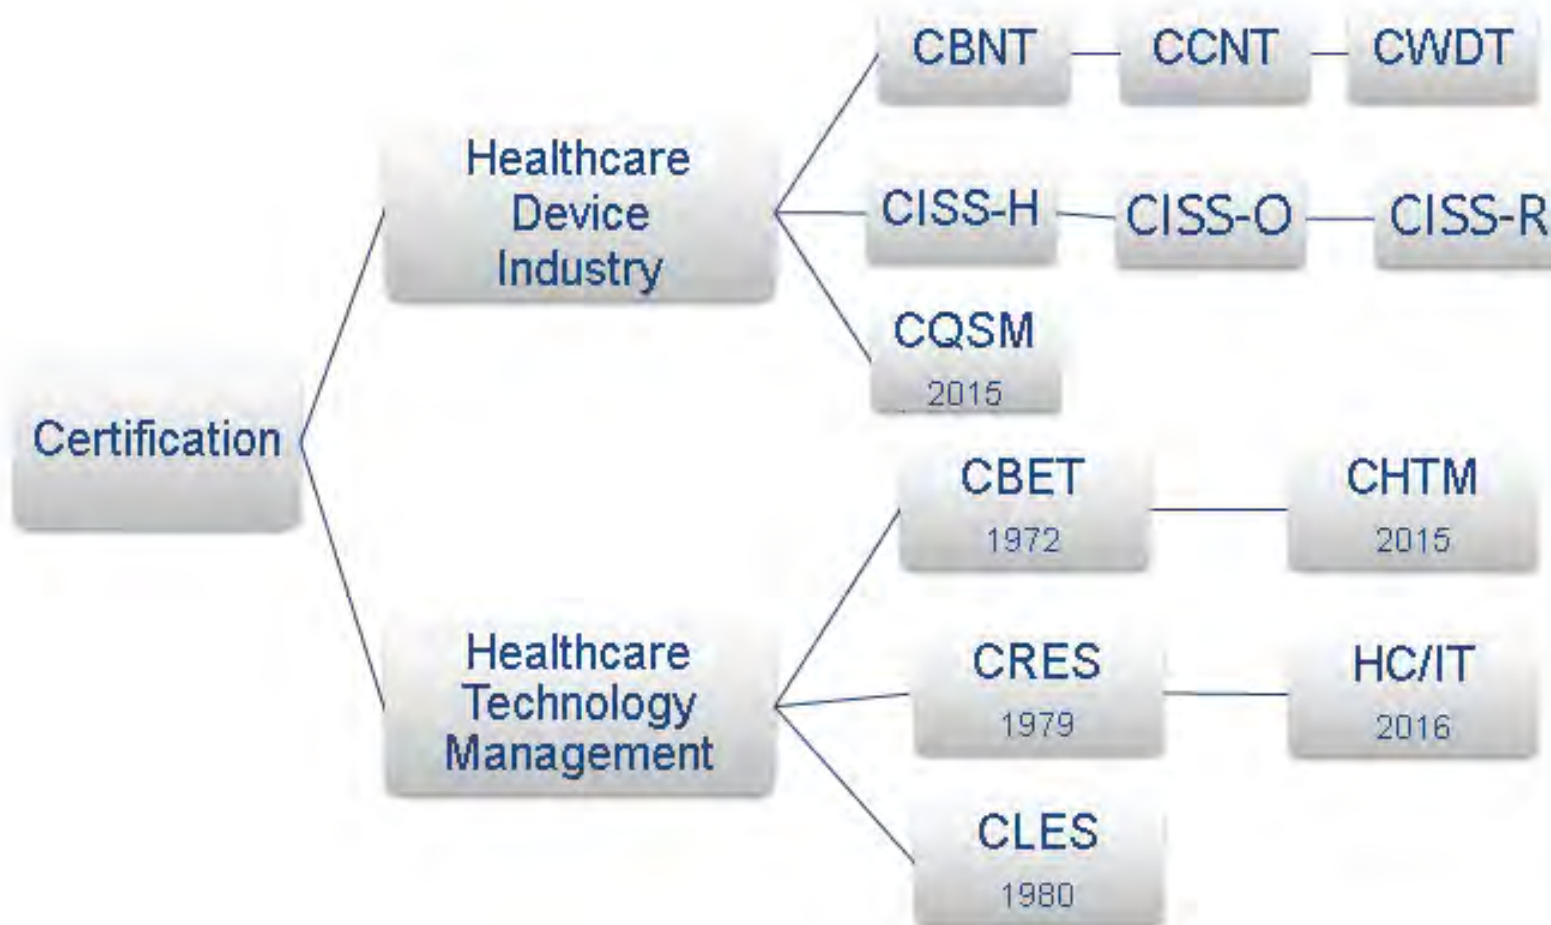 CBNT
CCNT
CWDT
Healthcare
Device
Industry
CISS-H
CISS-O
CISS-R
CQSM
2015
Certification
CBET
1972
CHTM
2015
Healthcare
Technology
Management
CRES
1979
HC/IT
2016
CLES
1980